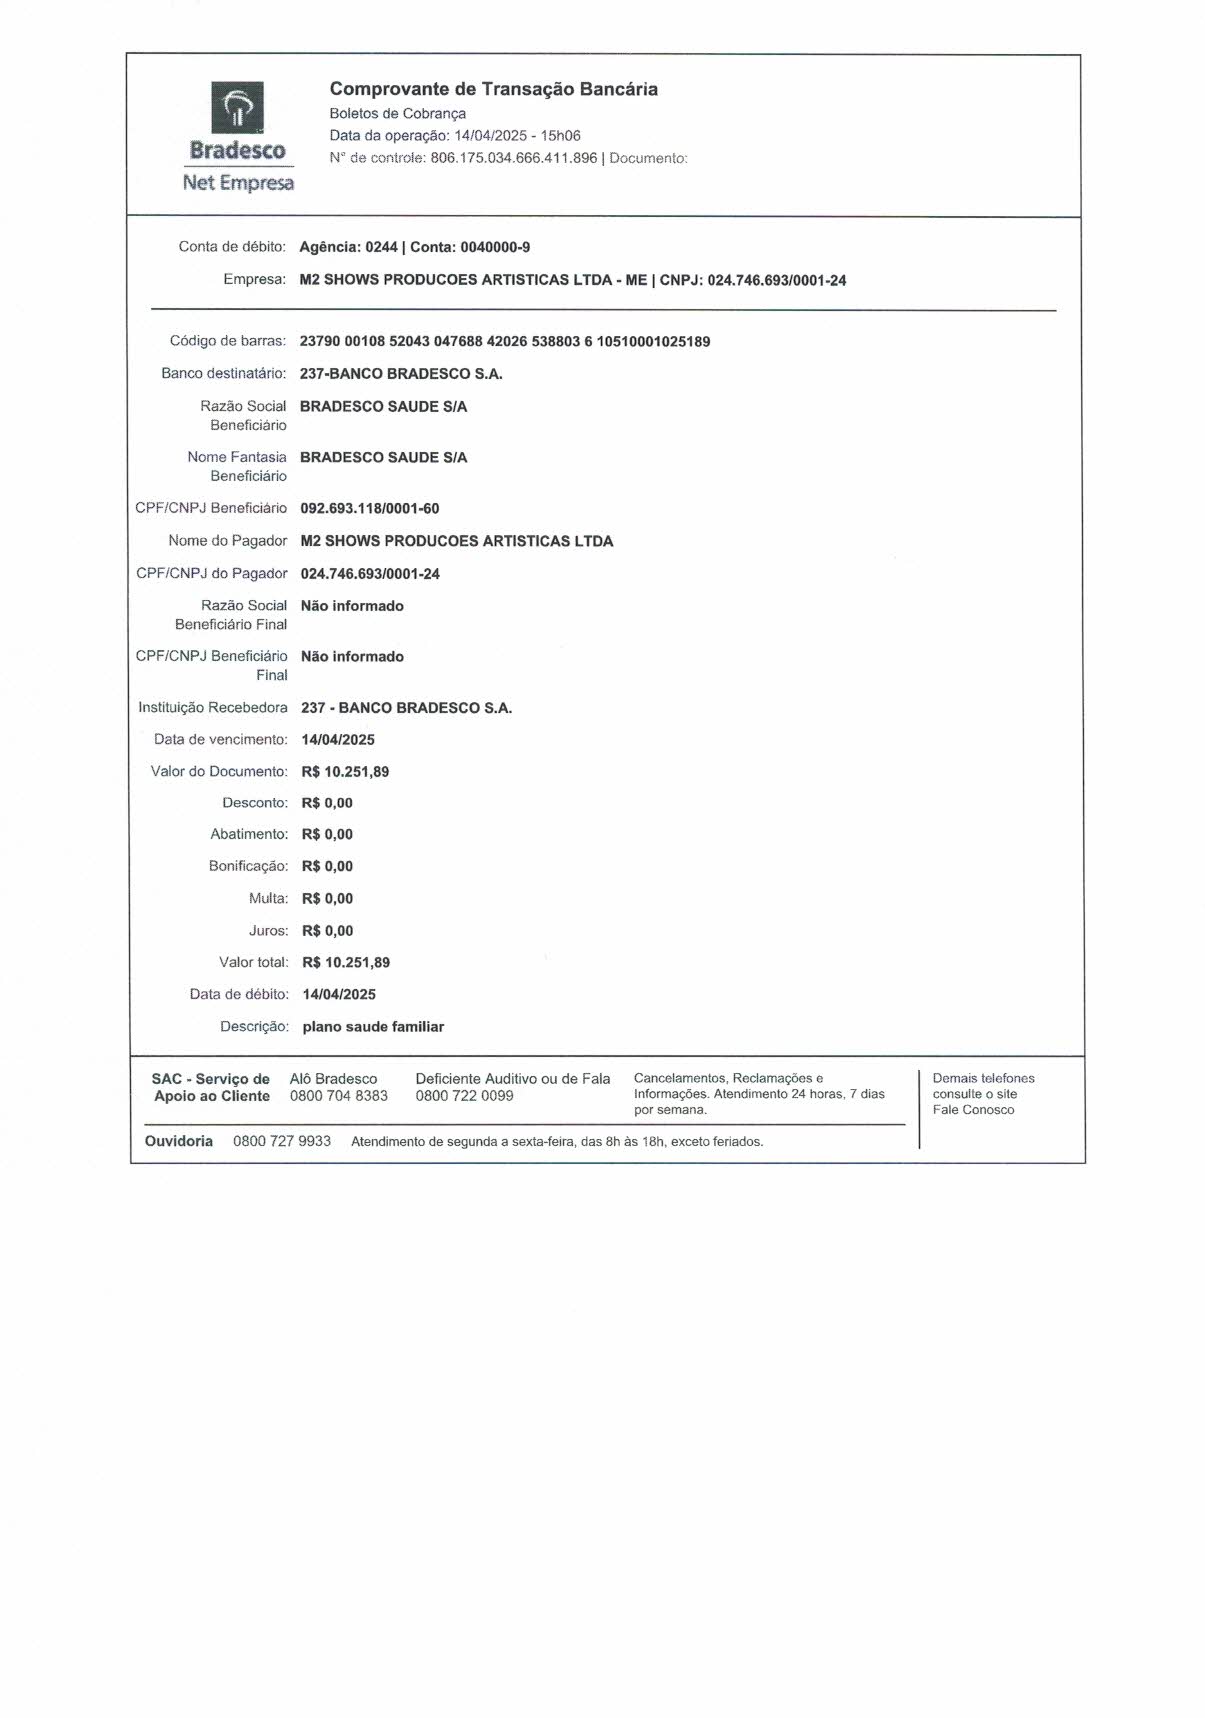 Bradesco
Net Empresa
Comprovante de Transação Bancária
Boletos de Cobrança
Data da operação: 14/04/2025 - 15h06
N° de controle: 806.175.034.666.411.896 | Documento:
Conta de débito: Agência: 0244 | Conta: 0040000-9
Empresa: M2 SHOWS PRODUCOES ARTISTICAS LTDA - ME | CNPJ: 024.746.693/0001-24
Código de barras: 23790 00108 52043 047688 42026 538803 6 10510001025189
Banco destinatário: 237-BANCO BRADESCO S.A.
Razão Social BRADESCO SAUDE S/A
Beneficiário
Nome Fantasia BRADESCO SAUDE S/A
Beneficiário
CPF/CNPJ Beneficiário 092.693.118/0001-60
Nome do Pagador M2 SHOWS PRODUCOES ARTISTICAS LTDA
CPF/CNPJ do Pagador 024.746.693/0001-24
Razão Social Não informado
Beneficiário Final
CPF/CNPJ Beneficiário Não informado
Final
Instituição Recebedora 237 - BANCO BRADESCO S.A.
Data de vencimento: 14/04/2025
Valor do Documento: R$ 10.251,89
Desconto: R$ 0,00
Abatimento: R$ 0,00
Bonificação: R$ 0,00
Multa: R$ 0,00
Juros: R$ 0,00
Valor total: R$ 10.251,89
Data de débito: 14/04/2025
Descrição: plano saude familiar
SAC - Serviço de
Apoio ao Cliente
Alô Bradesco
0800 704 8383
Deficiente Auditivo ou de Fala
0800 722 0099
Cancelamentos, Reclamações e
Informações. Atendimento 24 horas, 7 dias
por semana.
Demais telefones
consulte o site
Fale Conosco
Ouvidoria 0800 727 9933 Atendimento de segunda a sexta-feira, das 8h às 18h, exceto feriados.